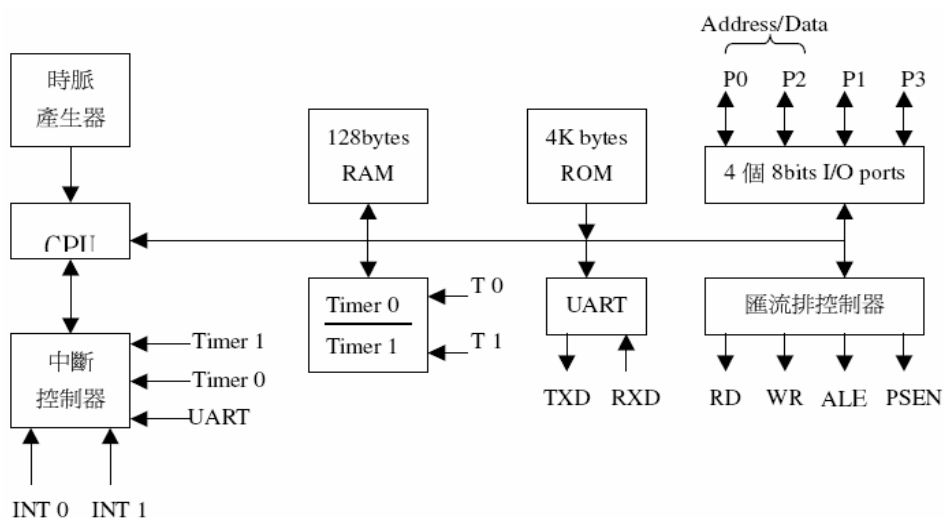 Address/Data
P0 P2 P1 P3
時脈
產生器
128bytes
RAM
4K bytes
ROM
4 個 8bits I/O ports
CPU
Timer 0
Timer 1
T 0
T 1
UART
匯流排控制器
中斷
控制器
Timer 1
Timer 0
UART
TXD RXD
RD WR ALE PSEN
INT 0 INT 1